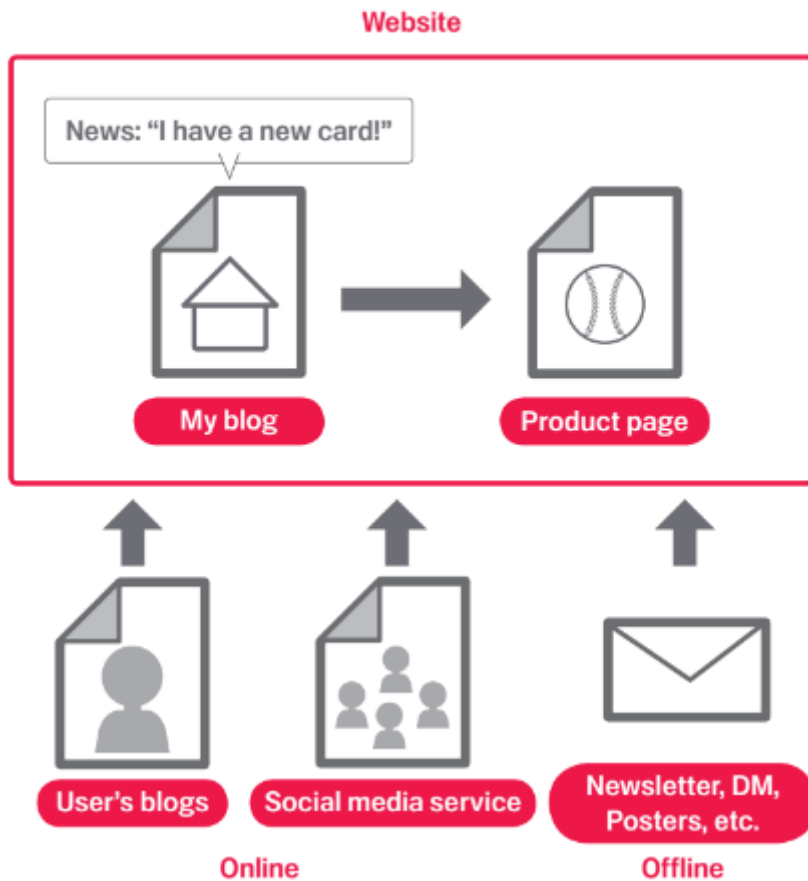 Website
News: “I have a new card!”
My blog
Product page
User’s blogs
Social media service
Newsletter, DM,
Posters, etc.
Online
Offline